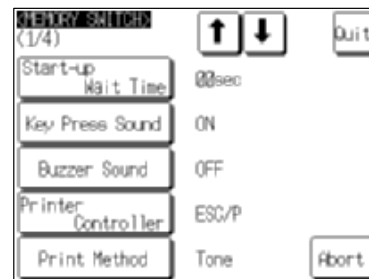 (MEMORY SWITCH)
(1/4)
↑ ↓ Quit
Start-up
Wait Time 00sec
Key Press Sound ON
Buzzer Sound OFF
Printer
Controller ESC/P
Print Method Tone Abort